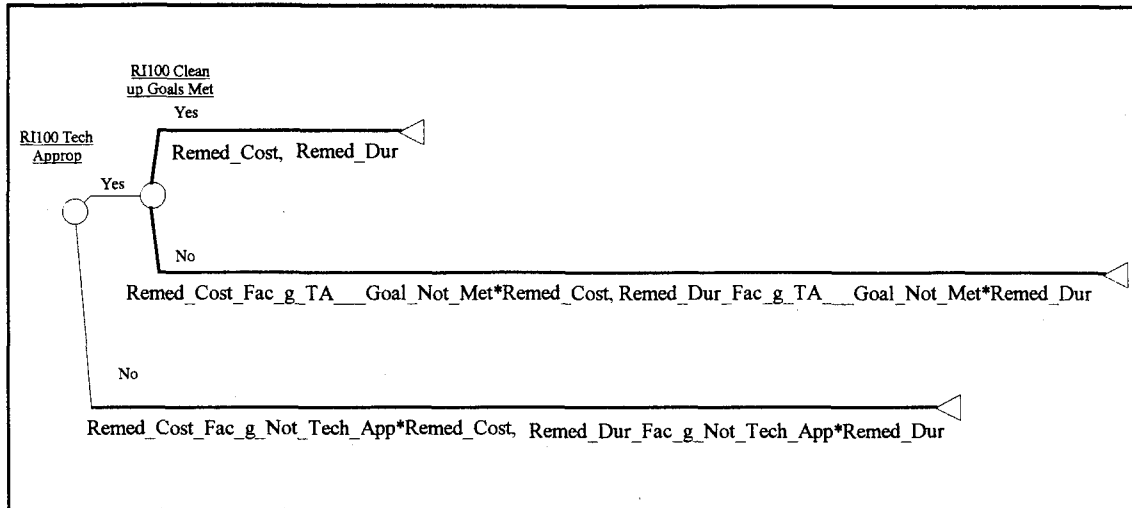 RI100 Clean
up Goals Met
Yes
Remed_Cost, Remed_Dur
RI100 Tech
Approp
Yes
No
Remed_Cost_Fac_g_TA___Goal_Not_Met*Remed_Cost, Remed_Dur_Fac_g_TA___Goal_Not_Met*Remed_Dur
No
Remed_Cost_Fac_g_Not_Tech_App*Remed_Cost, Remed_Dur_Fac_g_Not_Tech_App*Remed_Dur